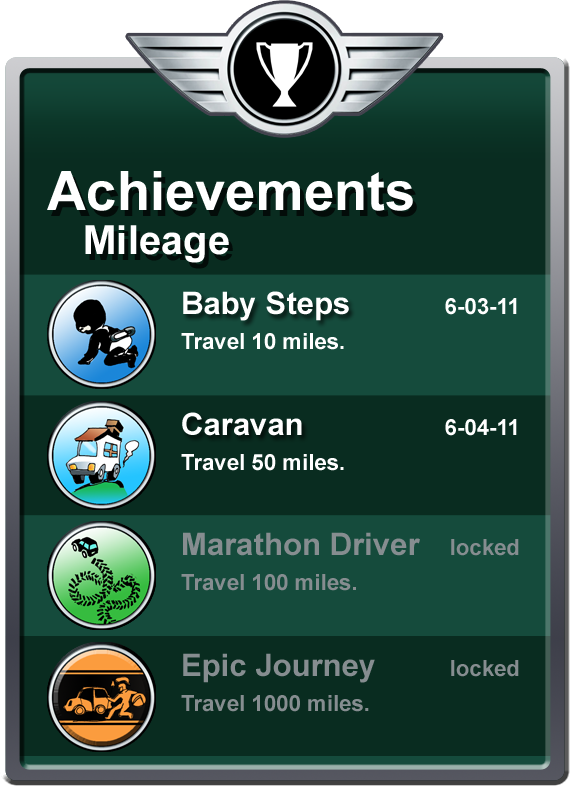 Achievements
Mileage
Baby Steps 6-03-11
Travel 10 miles.
Caravan 6-04-11
Travel 50 miles.
Marathon Driver locked
Travel 100 miles.
Epic Journey locked
Travel 1000 miles.